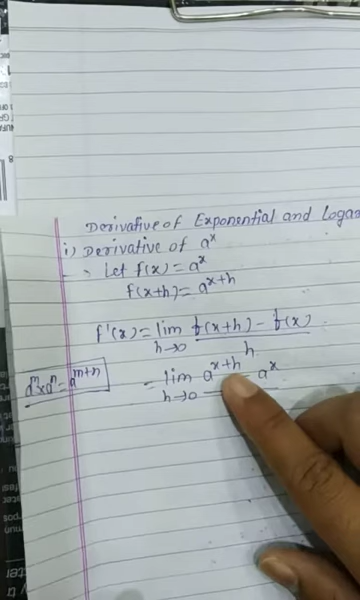 Derivative of Exponential and Logar
i) Derivative of a^x
Let f(x) = a^x
f(x+h) = a^{x+h}
f'(x) = lim f(x+h) - f(x)
h→0 h
a^m × a^n = a^{m+n}
= lim a^{x+h} a^x
h→0